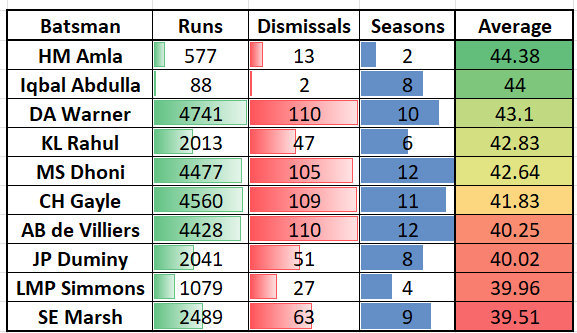 Batsman Runs Dismissals Seasons Average
HM Amla 577 13 2 44.38
Iqbal Abdulla 88 2 8 44
DA Warner 4741 110 10 43.1
KL Rahul 2013 47 6 42.83
MS Dhoni 4477 105 12 42.64
CH Gayle 4560 109 11 41.83
AB de Villiers 4428 110 12 40.25
JP Duminy 2041 51 8 40.02
LMP Simmons 1079 27 4 39.96
SE Marsh 2489 63 9 39.51